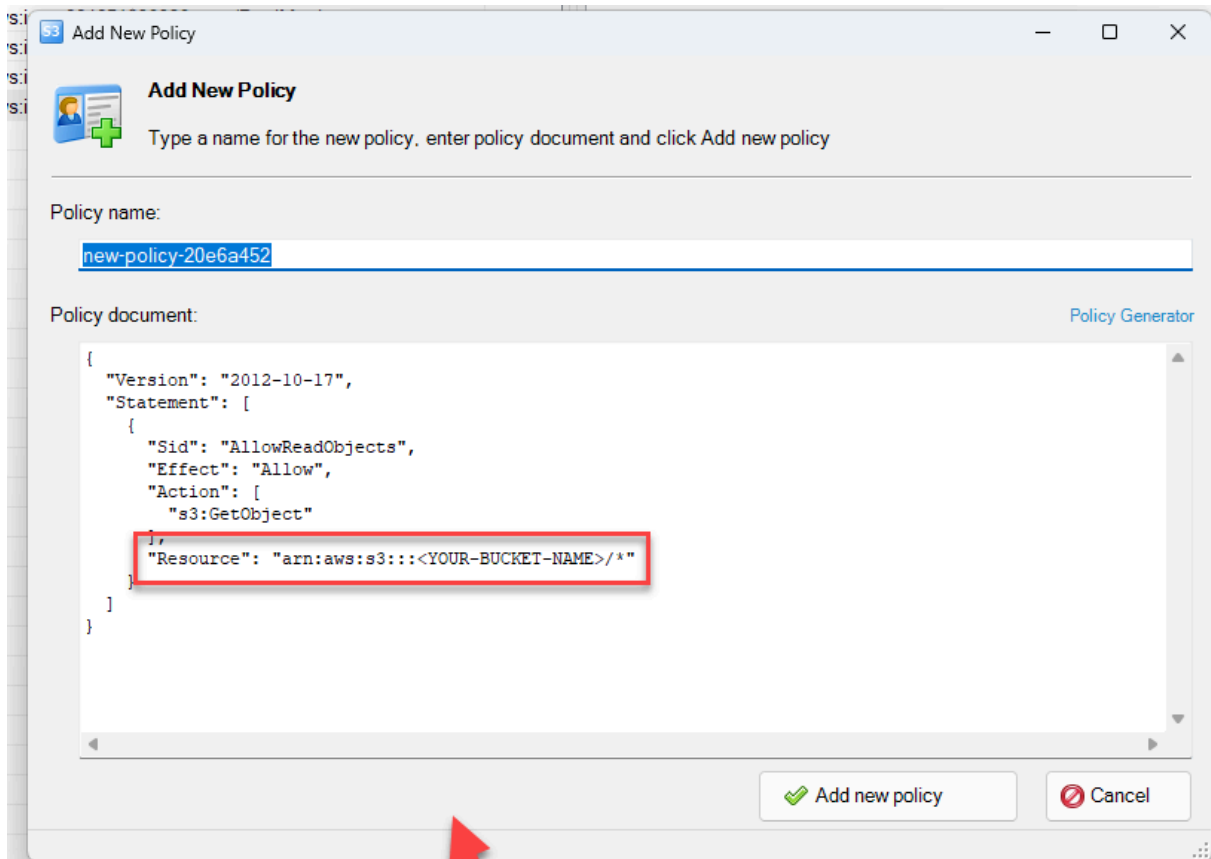 S3 Add New Policy
Add New Policy
Type a name for the new policy, enter policy document and click Add new policy
Policy name:
new-policy-20e6a452
Policy document:
Policy Generator
{
"Version": "2012-10-17",
"Statement": [
{
"Sid": "AllowReadObjects",
"Effect": "Allow",
"Action": [
"s3:GetObject"
],
"Resource": "arn:aws:s3:::<YOUR-BUCKET-NAME>/*"
}
]
}
Add new policy
Cancel